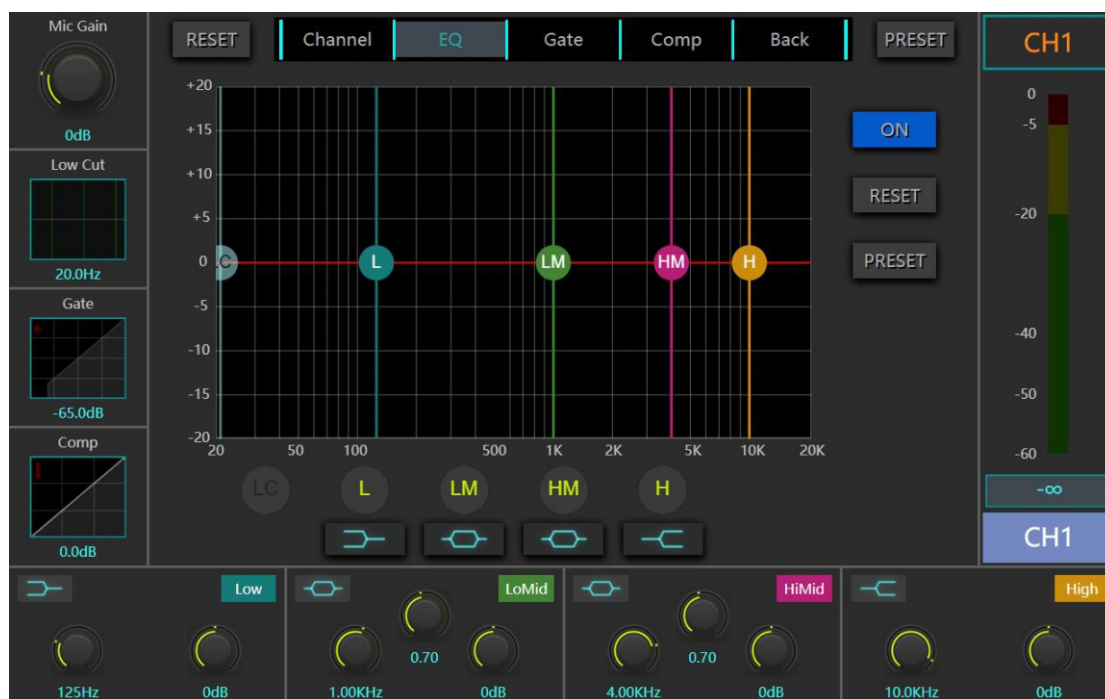 Mic Gain
0dB
Low Cut
20.0Hz
Gate
-65.0dB
Comp
0.0dB
RESET Channel EQ Gate Comp Back PRESET
+20
+15
+10
+5
0
-5
-10
-15
-20
20 50 100 500 1K 2K 5K 10K 20K
LC L LM HM H
LC L LM HM H
ON
RESET
PRESET
CH1
0
-5
-20
-40
-50
-60
-∞
CH1
Low
125Hz 0dB
LoMid
0.70
1.00KHz 0dB
HiMid
0.70
4.00KHz 0dB
High
10.0KHz 0dB